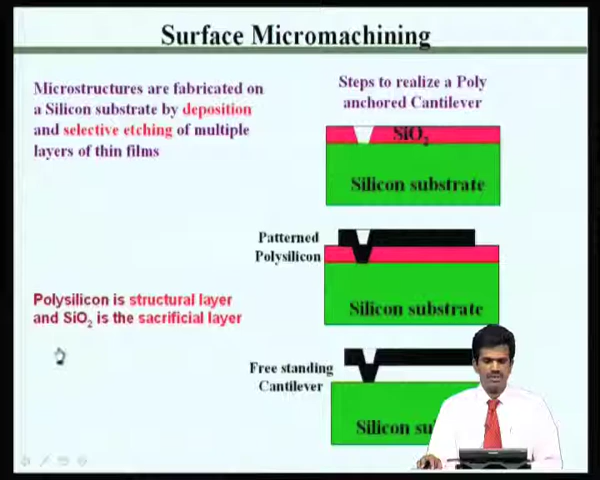 Surface Micromachining
Microstructures are fabricated on
a Silicon substrate by deposition
and selective etching of multiple
layers of thin films
Polysilicon is structural layer
and SiO₂ is the sacrificial layer
Steps to realize a Poly
anchored Cantilever
SiO₂
Silicon substrate
Patterned
Polysilicon
Silicon substrate
Free standing
Cantilever
Silicon su